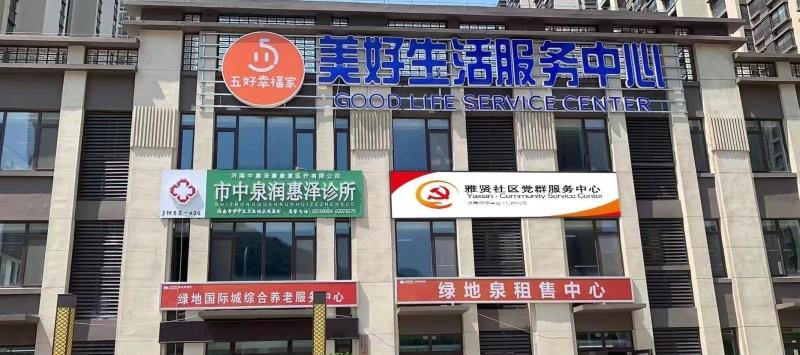 五好幸福家
美好生活服务中心
GOOD LIFE SERVICE CENTER
济南中惠泽康康复医疗有限公司
市中泉润惠泽诊所
SHIZHONGQUANRUNHUIZEZHENSUO
JNSZ-420
雅贤社区党群服务中心
Yaxian · Community Service Center
绿地国际城综合养老服务中心
绿地泉租售中心